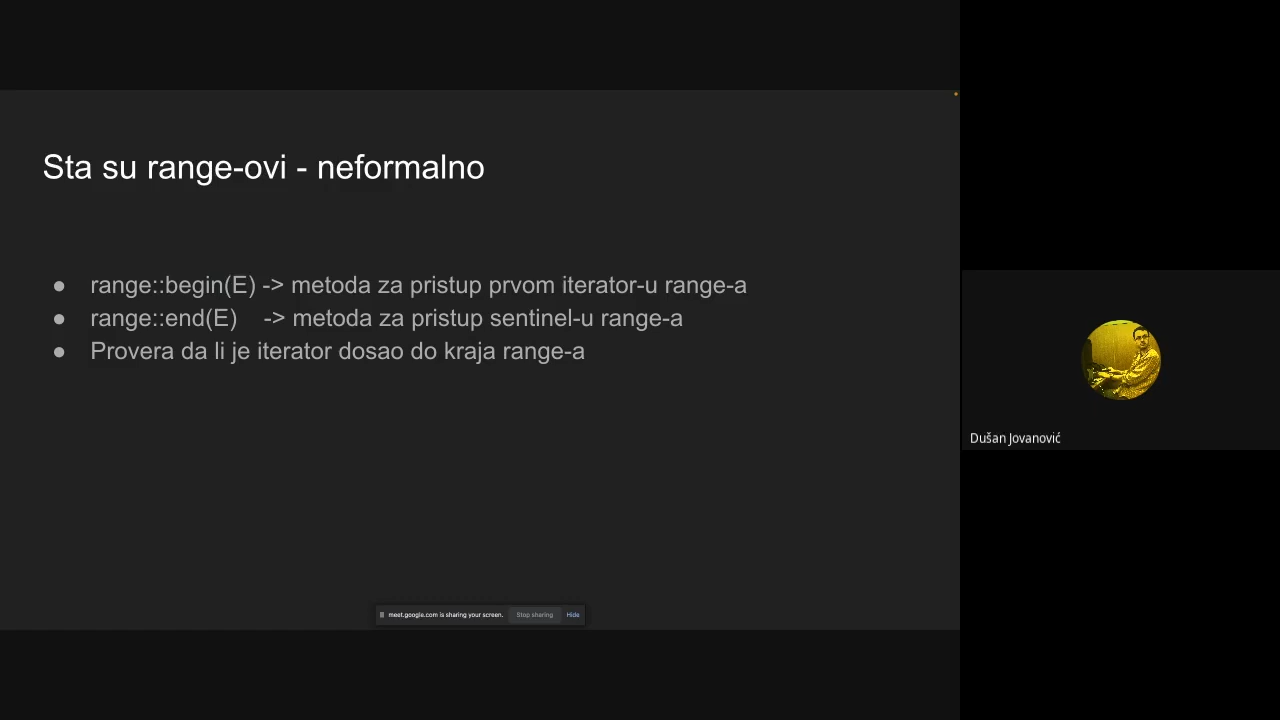 Sta su range-ovi - neformalno
● range::begin(E) -> metoda za pristup prvom iterator-u range-a
● range::end(E) -> metoda za pristup sentinel-u range-a
● Provera da li je iterator dosao do kraja range-a
Dušan Jovanović
meet.google.com is sharing your screen. Stop sharing Hide